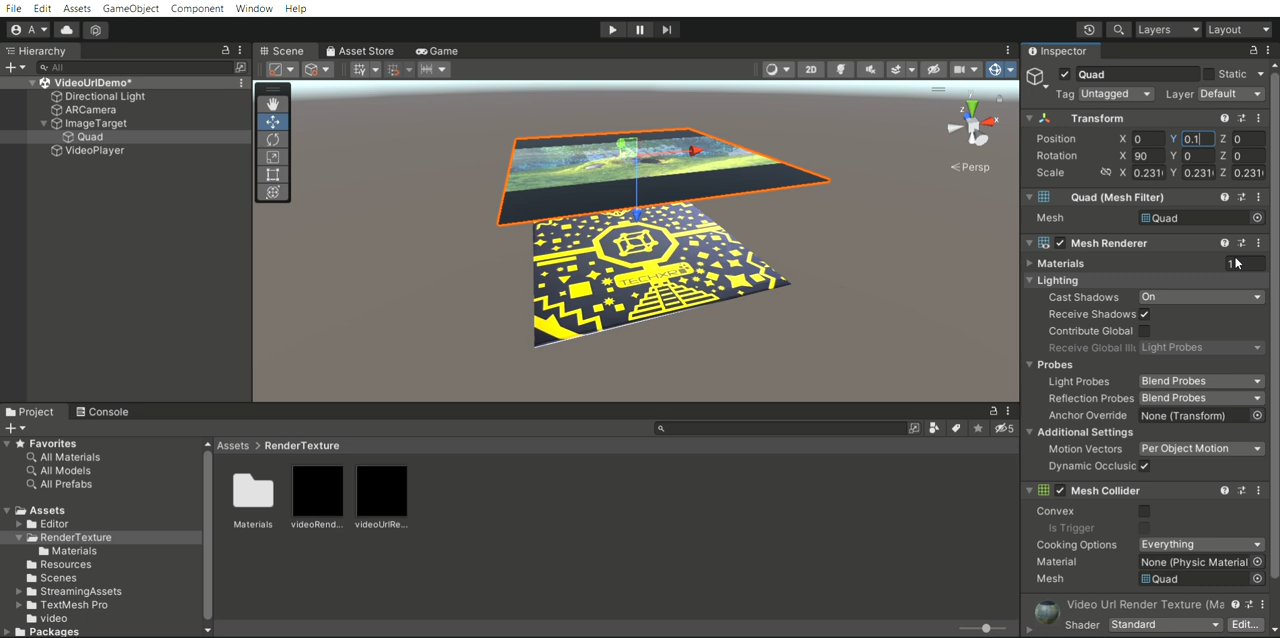 File Edit Assets GameObject Component Window Help
A Layers Layout
Hierarchy Scene Asset Store Game Inspector
All 2D Quad Static
VideoUrlDemo* Tag Untagged Layer Default
Directional Light
ARCamera Transform
ImageTarget Position X 0 Y 0.1 Z 0
Quad Rotation X 90 Y 0 Z 0
VideoPlayer Scale X 0.231 Y 0.231 Z 0.231
y
z
x
Persp
TECHXR
Quad (Mesh Filter)
Mesh Quad
Mesh Renderer
Materials 1
Lighting
Cast Shadows On
Receive Shadows
Contribute Global
Receive Global Illu Light Probes
Probes
Light Probes Blend Probes
Reflection Probes Blend Probes
Anchor Override None (Transform)
Additional Settings
Motion Vectors Per Object Motion
Dynamic Occlusic
Mesh Collider
Convex
Is Trigger
Cooking Options Everything
Material None (Physic Material
Mesh Quad
Video Url Render Texture (Ma
Shader Standard Edit...
Project Console
5
Favorites
All Materials
All Models
All Prefabs
Assets
Editor
RenderTexture
Materials
Resources
Scenes
StreamingAssets
TextMesh Pro
video
Packages
Assets > RenderTexture
Materials videoRend... videoUrlRe...